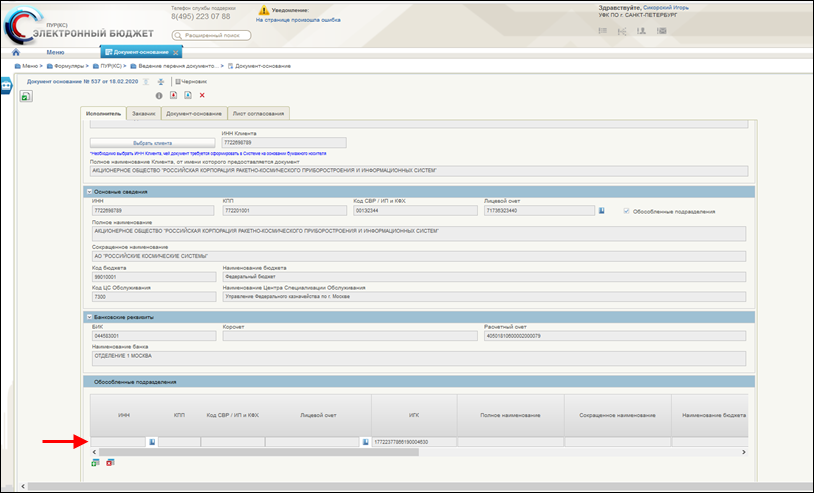 ПУР(КС)
ЭЛЕКТРОННЫЙ БЮДЖЕТ
Телефон службы поддержки:
8(495) 223 07 88
Расширенный поиск
Уведомление:
На странице произошла ошибка
Здравствуйте, Сикорский Игорь
УФК ПО г. САНКТ-ПЕТЕРБУРГ
Меню
Документ-основание
Меню > Формуляры > ПУР(КС) > Ведение перечня документо... > Документ-основание
Документ основание № 537 от 18.02.2020
Черновик
Исполнитель
Заказчик
Документ-основание
Лист согласования
ИНН Клиента
Выбрать клиента
7722698789
*Необходимо выбрать ИНН Клиента, чей документ требуется сформировать в Системе на основании бумажного носителя
Полное наименование Клиента, от имени которого предоставляется документ
АКЦИОНЕРНОЕ ОБЩЕСТВО "РОССИЙСКАЯ КОРПОРАЦИЯ РАКЕТНО-КОСМИЧЕСКОГО ПРИБОРОСТРОЕНИЯ И ИНФОРМАЦИОННЫХ СИСТЕМ"
Основные сведения
ИНН
КПП
Код СВР / ИП и КФХ
Лицевой счет
7722698789
772201001
00132344
71736323440
Обособленные подразделения
Полное наименование
АКЦИОНЕРНОЕ ОБЩЕСТВО "РОССИЙСКАЯ КОРПОРАЦИЯ РАКЕТНО-КОСМИЧЕСКОГО ПРИБОРОСТРОЕНИЯ И ИНФОРМАЦИОННЫХ СИСТЕМ"
Сокращенное наименование
АО "РОССИЙСКИЕ КОСМИЧЕСКИЕ СИСТЕМЫ"
Код бюджета
Наименование бюджета
99010001
Федеральный бюджет
Код ЦС Обслуживания
Наименование Центра Специализации Обслуживания
7300
Управление Федерального казначейства по г. Москва
Банковские реквизиты
БИК
Корсчет
Расчетный счет
044583001
40501810600002000079
Наименование банка
ОТДЕЛЕНИЕ 1 МОСКВА
Обособленные подразделения
ИНН
КПП
Код СВР / ИП и КФХ
Лицевой счет
ИГК
Полное наименование
Сокращенное наименование
Наименование бюджета
17722377866190004630